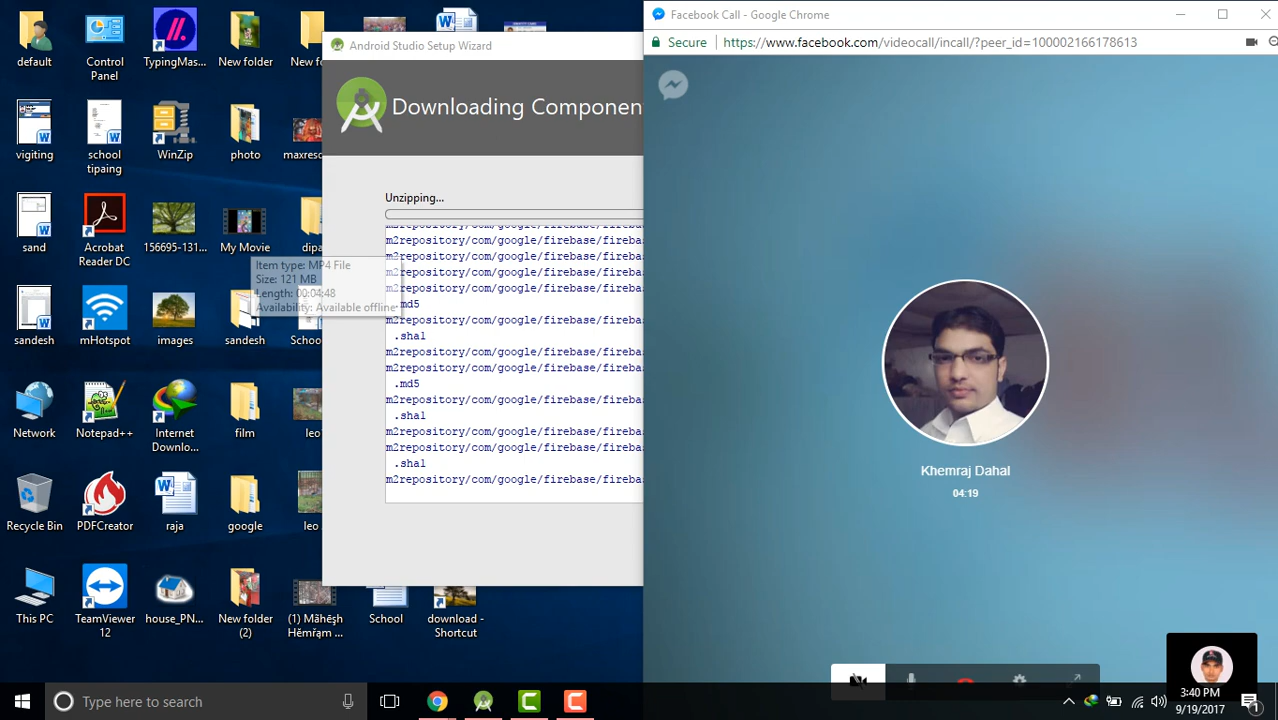 default
Control
Panel
TypingMas...
New folder
New fo
vigiting
school
tipaing
WinZip
photo
maxresc
sand
Acrobat
Reader DC
156695-131...
My Movie
dipa
Item type: MP4 File
Size: 121 MB
Length: 00:04:48
Availability: Available offline
sandesh
mHotspot
images
sandesh
Schoo
Network
Notepad++
Internet
Downlo...
film
leo
Recycle Bin
PDFCreator
raja
google
leo
This PC
TeamViewer
12
house_PN...
New folder
(2)
(1) Mãhẽşh
Hẽmřąm ...
School
download -
Shortcut
Android Studio Setup Wizard
Downloading Componen
Unzipping...
m2repository/com/google/firebase/fireba
m2repository/com/google/firebase/fireba
m2repository/com/google/firebase/fireba
m2repository/com/google/firebase/fireba
m2repository/com/google/firebase/fireba
.md5
m2repository/com/google/firebase/fireba
.sha1
m2repository/com/google/firebase/fireba
m2repository/com/google/firebase/fireba
.md5
m2repository/com/google/firebase/fireba
.sha1
m2repository/com/google/firebase/fireba
m2repository/com/google/firebase/fireba
.sha1
m2repository/com/google/firebase/fireba
Facebook Call - Google Chrome
Secure
https://www.facebook.com/videocall/incall/?peer_id=100002166178613
Khemraj Dahal
04:19
Type here to search
3:40 PM
9/19/2017
1